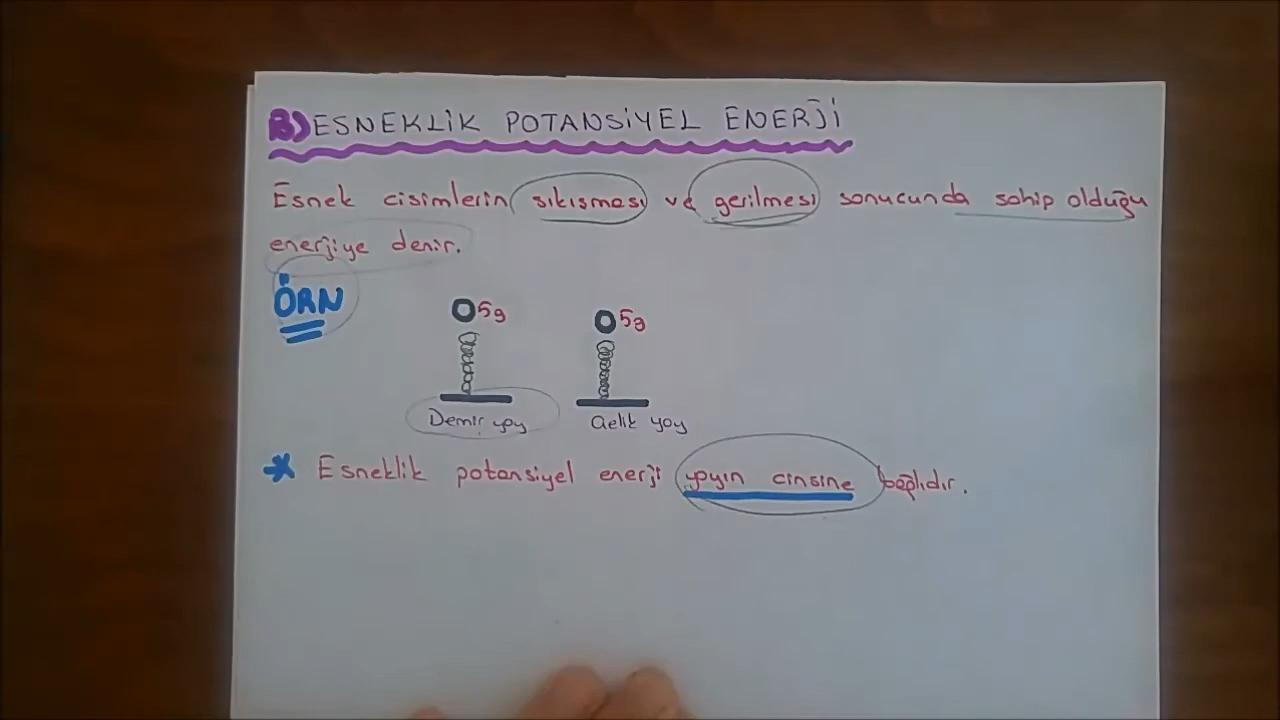 B) ESNEKLİK POTANSİYEL ENERJİ
Esnek cisimlerin sıkışması ve gerilmesi sonucunda sahip olduğu
enerjiye denir.
ÖRN
5g 5g
Demir yay Çelik yay
* Esneklik potansiyel enerji yayın cinsine bağlıdır.